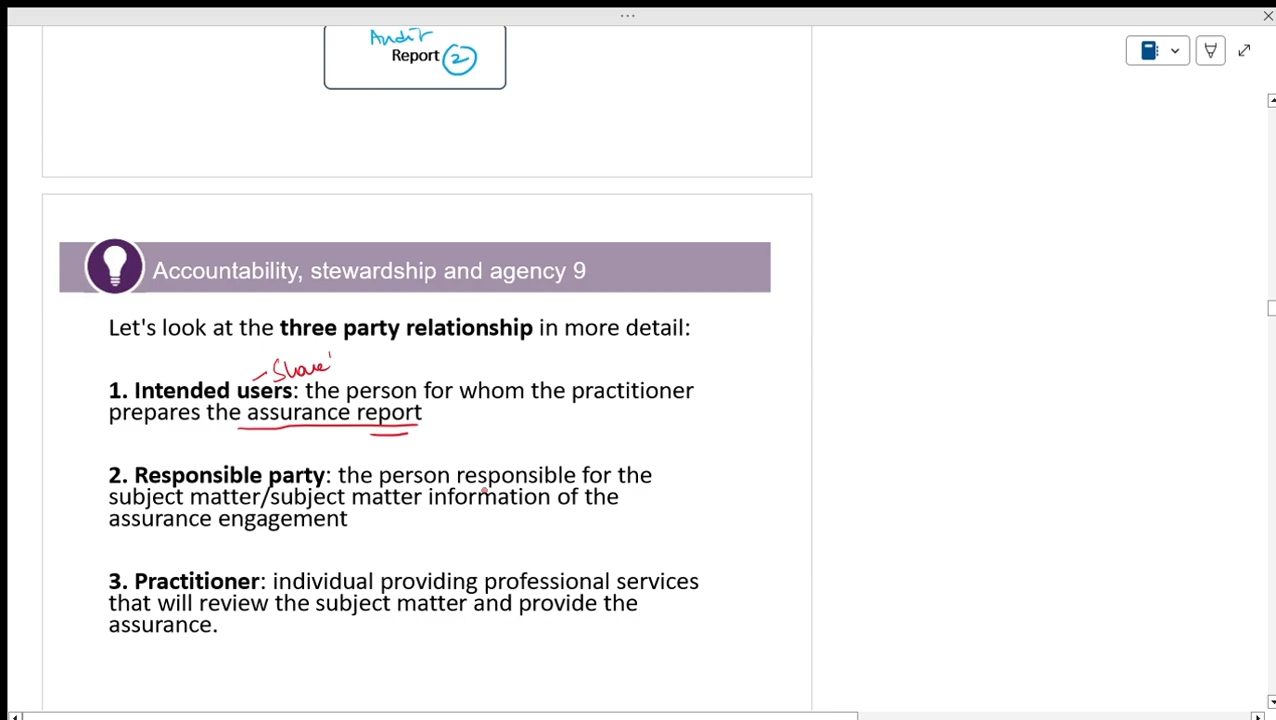 Audit
Report 2
Accountability, stewardship and agency 9
Let's look at the three party relationship in more detail:
- Share'
1. Intended users: the person for whom the practitioner
prepares the assurance report
2. Responsible party: the person responsible for the
subject matter/subject matter information of the
assurance engagement
3. Practitioner: individual providing professional services
that will review the subject matter and provide the
assurance.